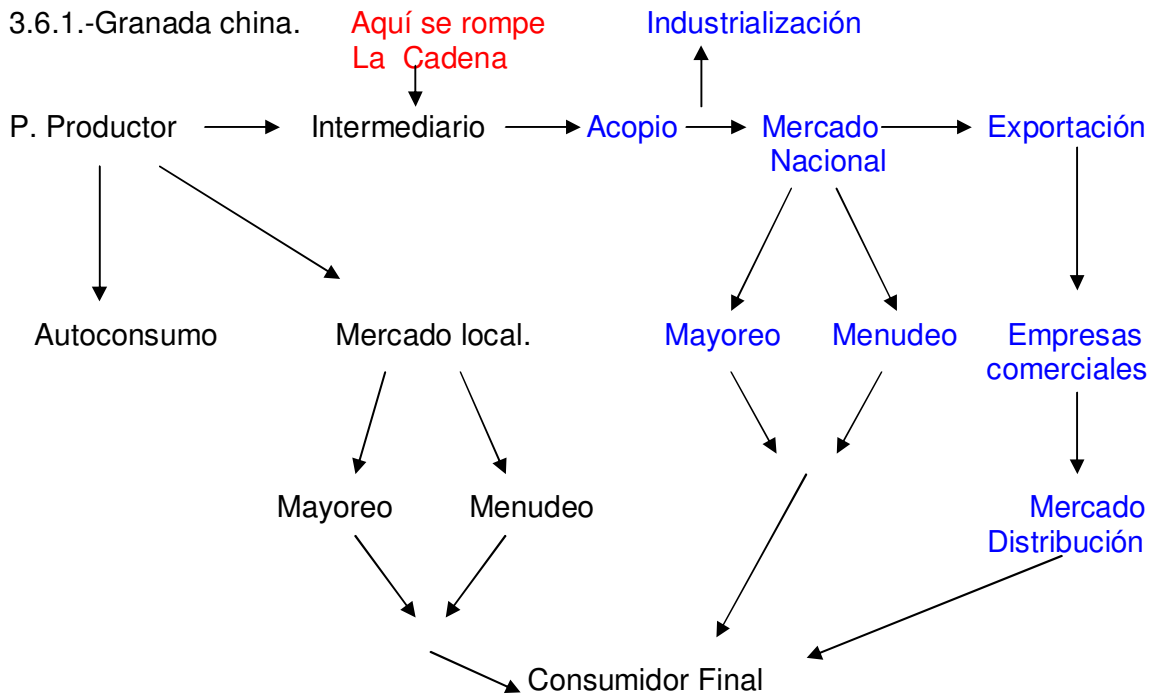 3.6.1.-Granada china.
Aquí se rompe
La Cadena
Industrialización
P. Productor
Intermediario
Acopio
Mercado
Nacional
Exportación
Autoconsumo
Mercado local.
Mayoreo
Menudeo
Empresas
comerciales
Mayoreo
Menudeo
Mercado
Distribución
Consumidor Final